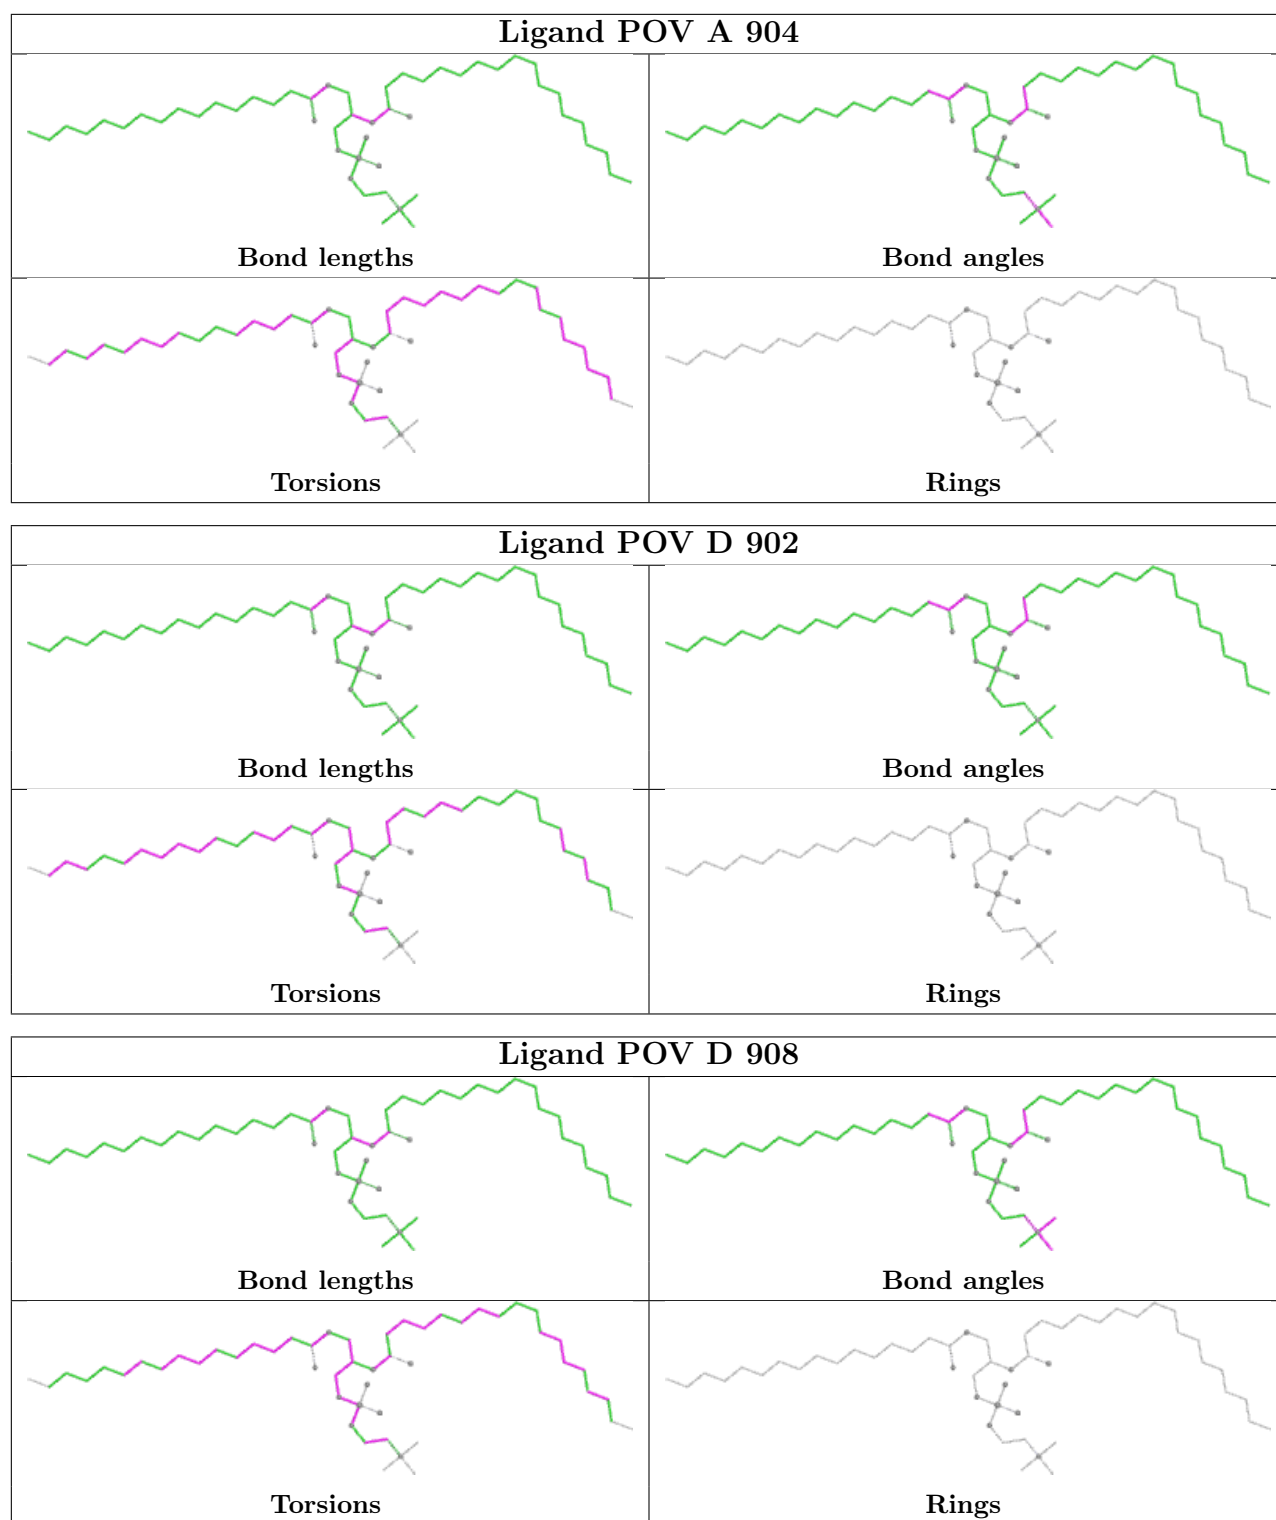 Ligand POV A 904
Bond lengths
Bond angles
Torsions
Rings
Ligand POV D 902
Bond lengths
Bond angles
Torsions
Rings
Ligand POV D 908
Bond lengths
Bond angles
Torsions
Rings